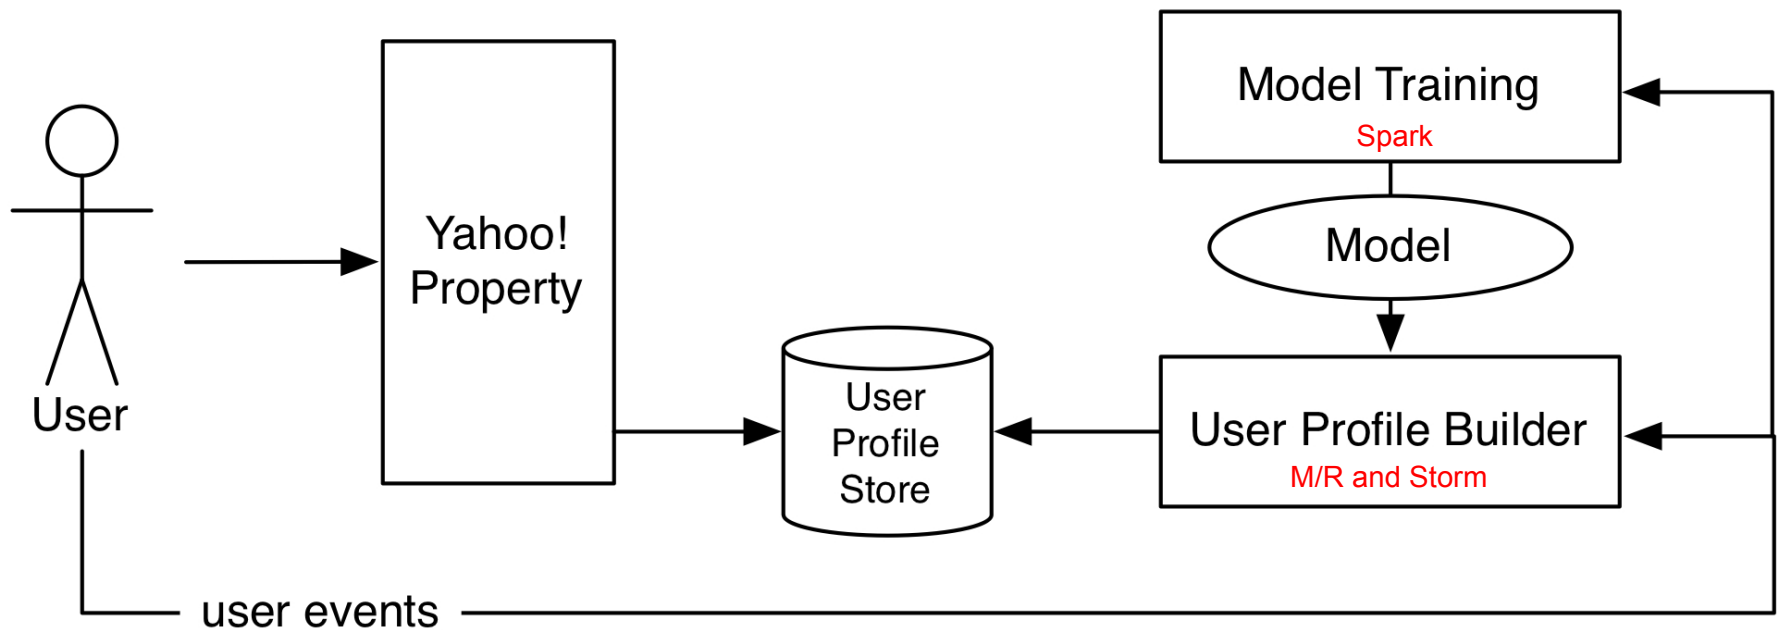 Model Training
Spark
Yahoo!
Property
Model
User
User
Profile
Store
User Profile Builder
M/R and Storm
user events